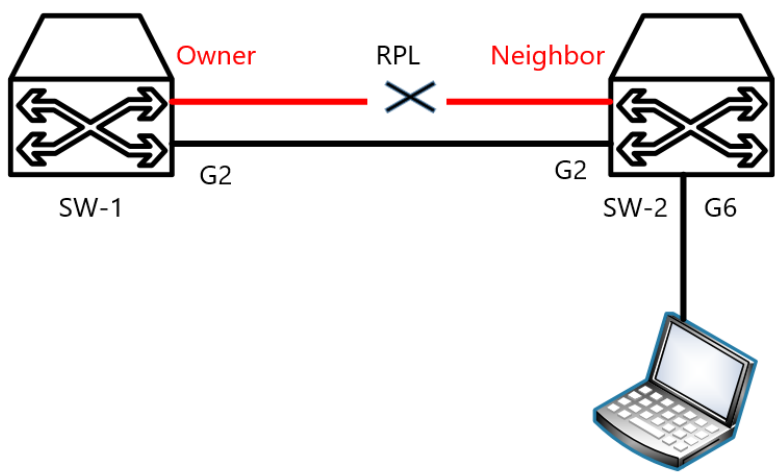 Owner
RPL
Neighbor
G2
G2
SW-1
SW-2
G6